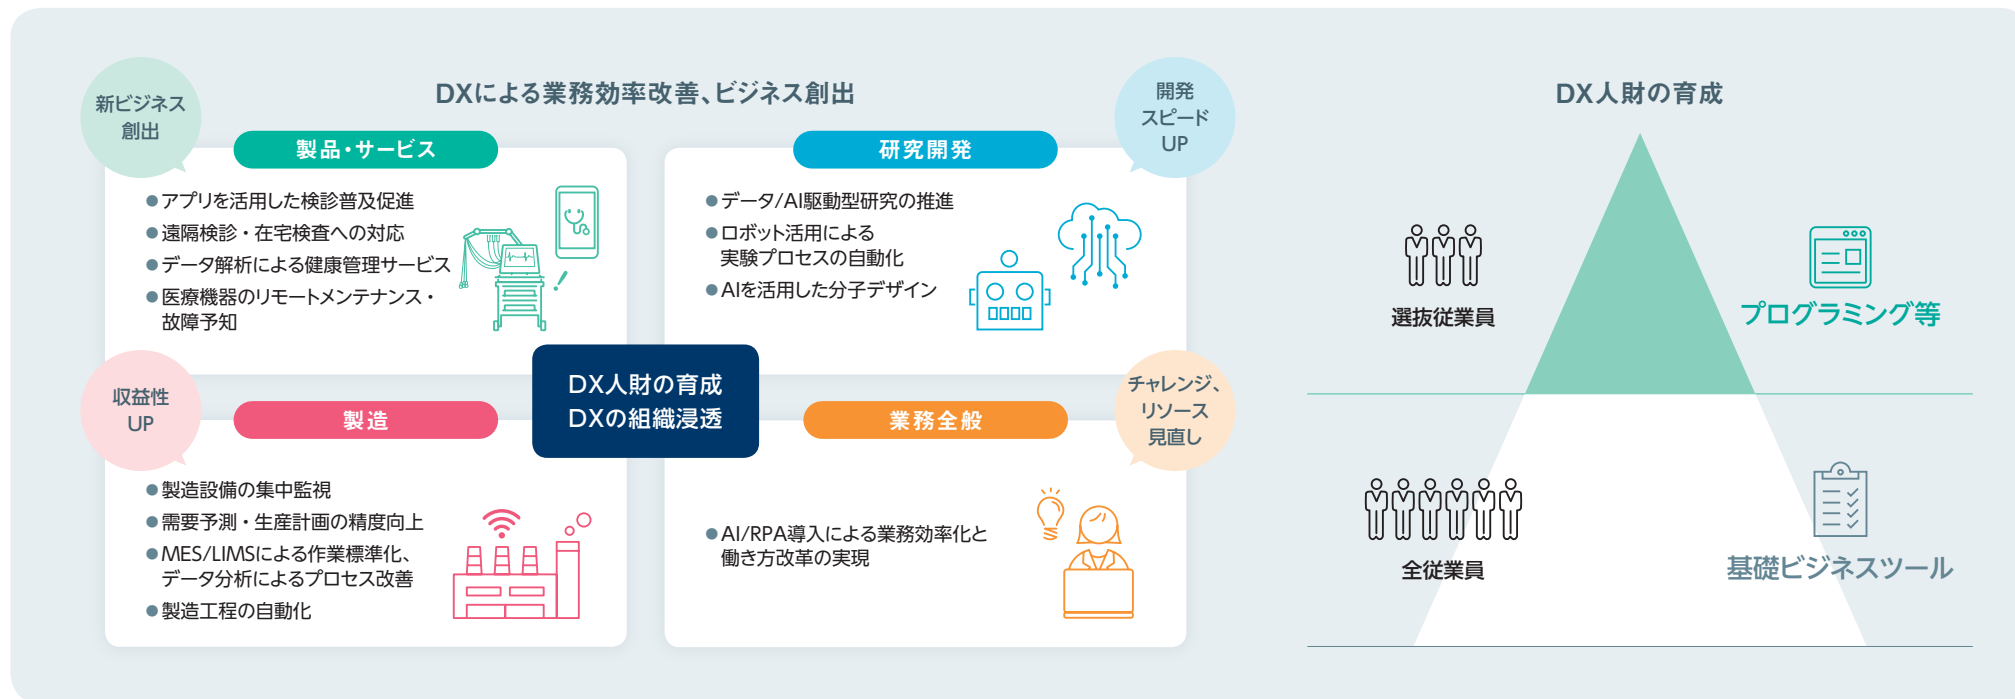 DXによる業務効率改善、ビジネス創出
新ビジネス
創出
製品・サービス
●アプリを活用した検診普及促進
●遠隔検診・在宅検査への対応
●データ解析による健康管理サービス
●医療機器のリモートメンテナンス・
故障予知
開発
スピード
UP
研究開発
●データ/AI駆動型研究の推進
●ロボット活用による
実験プロセスの自動化
●AIを活用した分子デザイン
DX人財の育成
DXの組織浸透
収益性
UP
製造
●製造設備の集中監視
●需要予測・生産計画の精度向上
●MES/LIMSによる作業標準化、
データ分析によるプロセス改善
●製造工程の自動化
チャレンジ、
リソース
見直し
業務全般
●AI/RPA導入による業務効率化と
働き方改革の実現
DX人財の育成
選抜従業員
プログラミング等
全従業員
基礎ビジネスツール